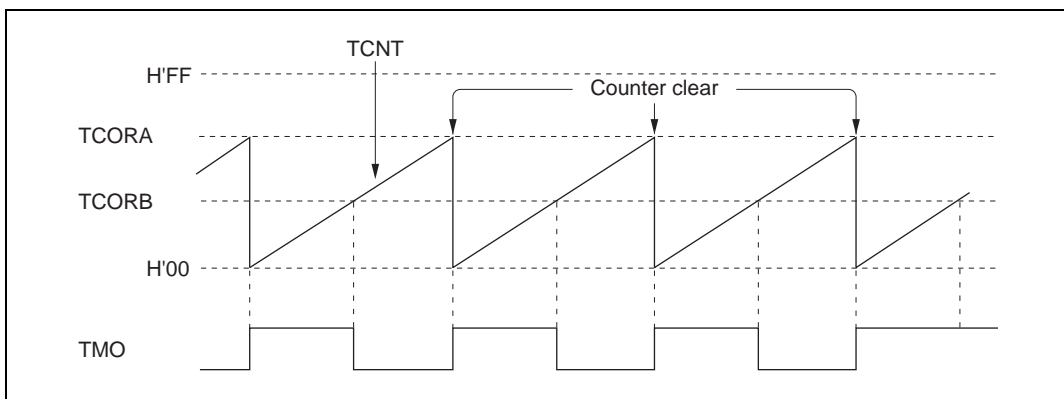 TCNT
H'FF
Counter clear
TCORA
TCORB
H'00
TMO